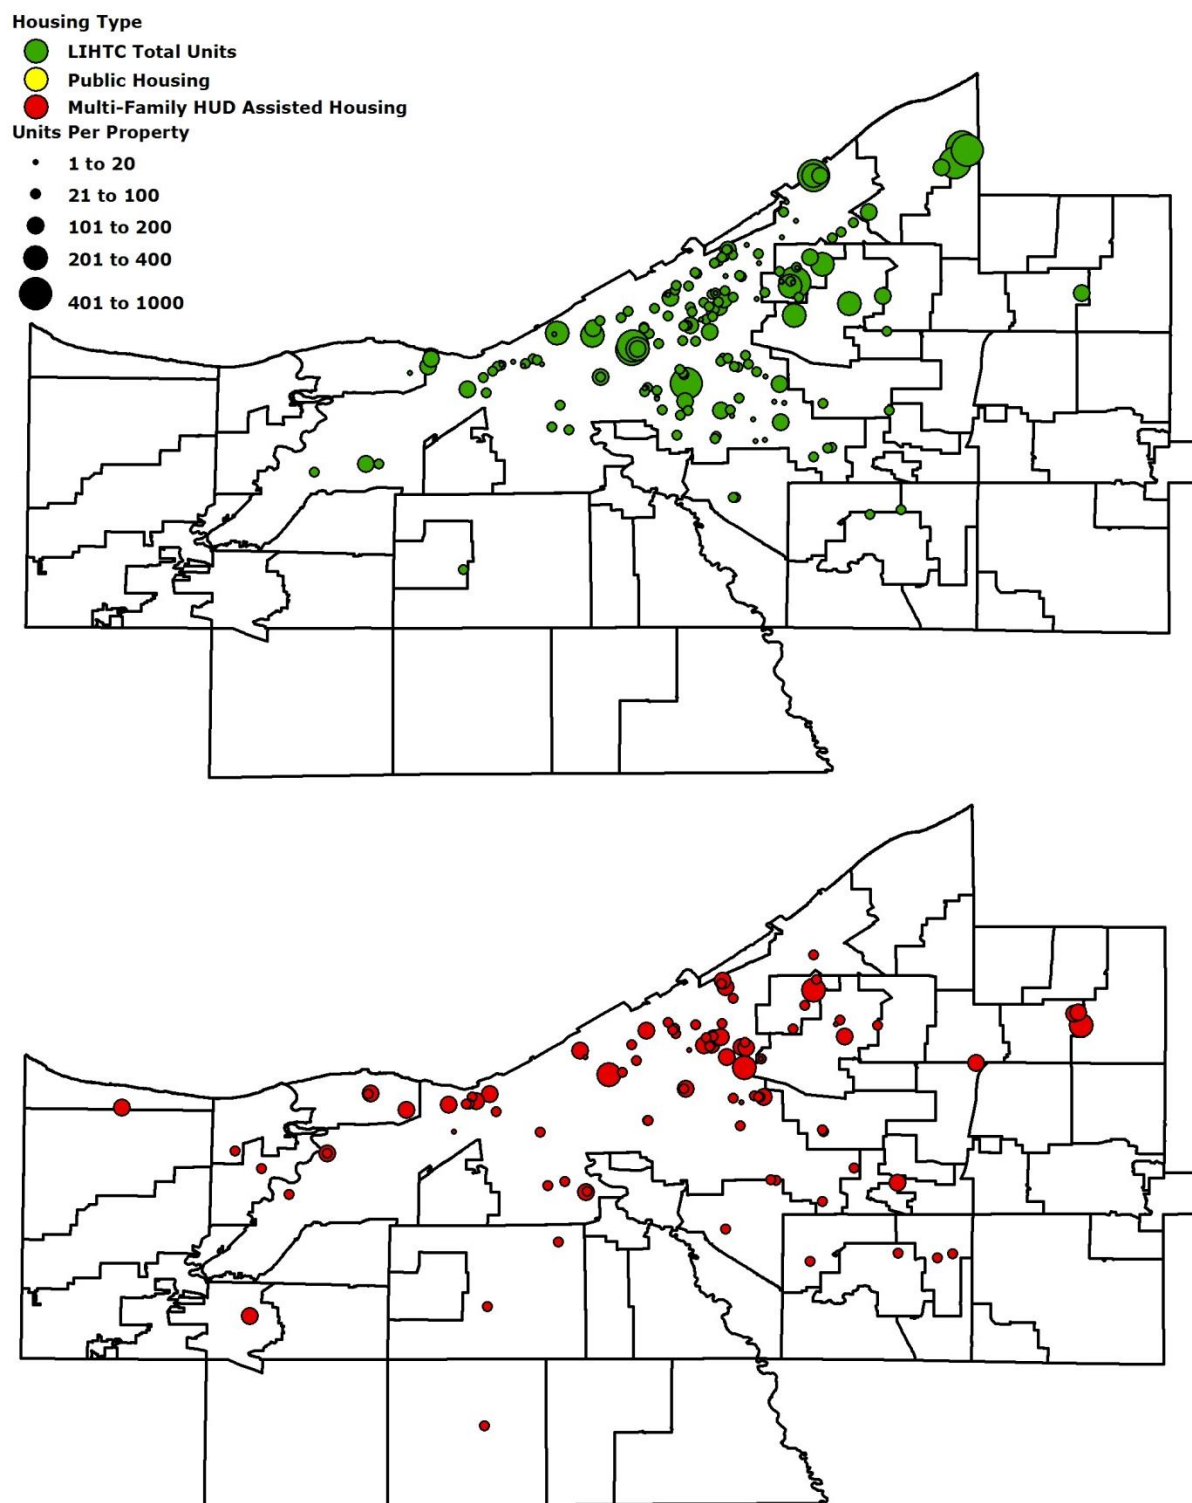 Housing Type
LIHTC Total Units
Public Housing
Multi-Family HUD Assisted Housing
Units Per Property
1 to 20
21 to 100
101 to 200
201 to 400
401 to 1000